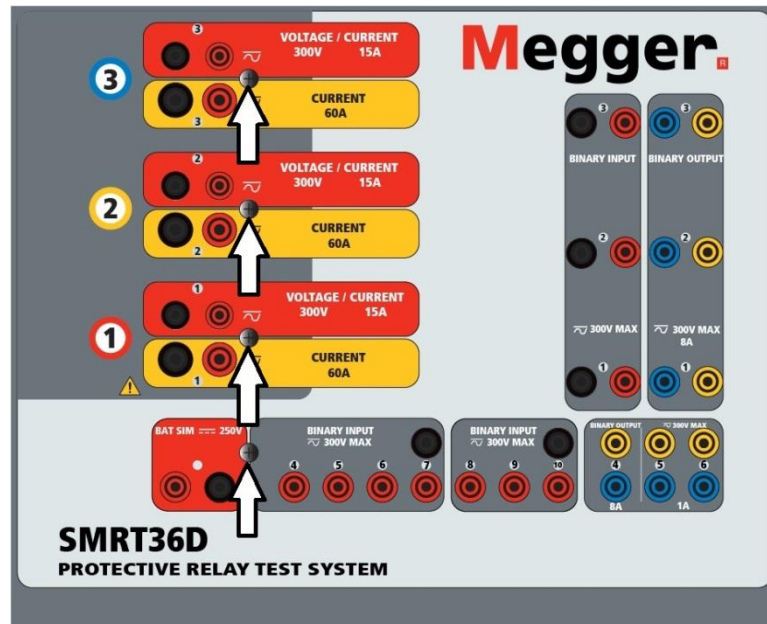 Megger.
R
3
VOLTAGE / CURRENT
300V 15A
3
CURRENT
60A
3
2
VOLTAGE / CURRENT
300V 15A
2
CURRENT
60A
2
1
VOLTAGE / CURRENT
300V 15A
1
CURRENT
60A
1
3 3
BINARY INPUT BINARY OUTPUT
2 2
300V MAX 300V MAX
8A
1 1
BAT SIM 250V
BINARY INPUT
300V MAX
4 5 6 7
BINARY INPUT
300V MAX
8 9 10
BINARY OUTPUT 300V MAX
4 5 6
8A 1A
SMRT36D
PROTECTIVE RELAY TEST SYSTEM